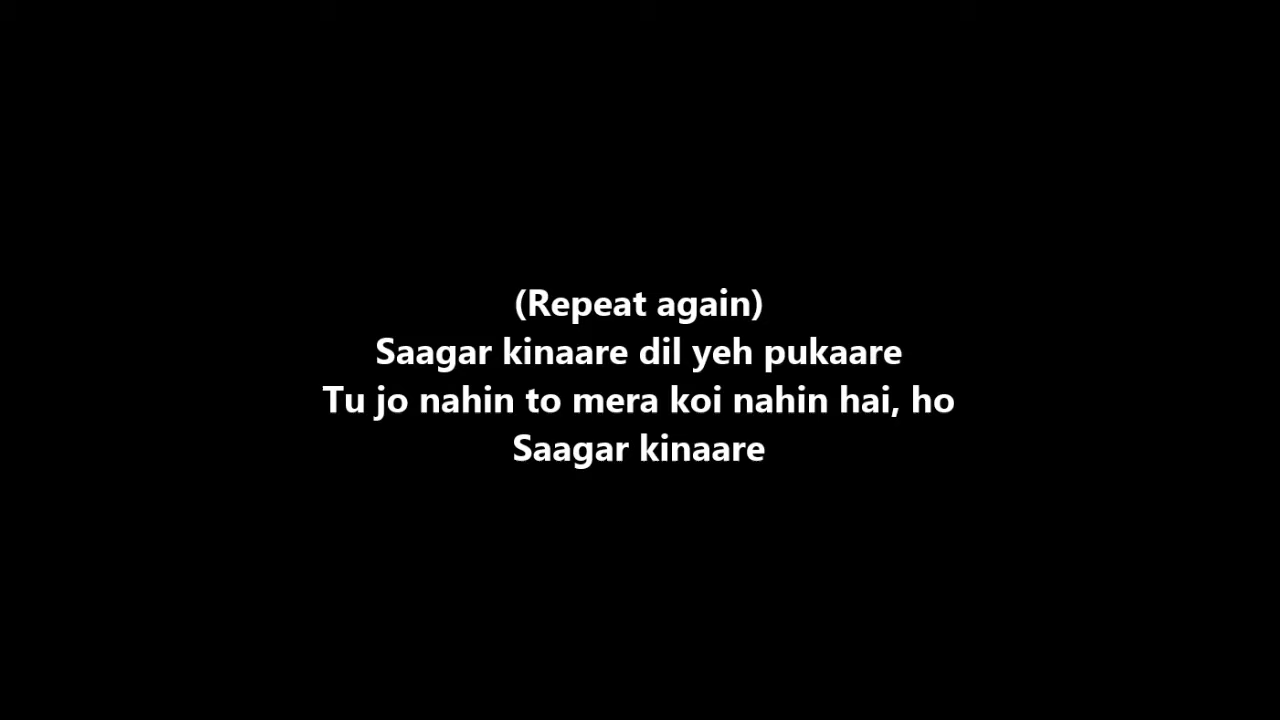 (Repeat again)
Saagar kinaare dil yeh pukaare
Tu jo nahin to mera koi nahin hai, ho
Saagar kinaare